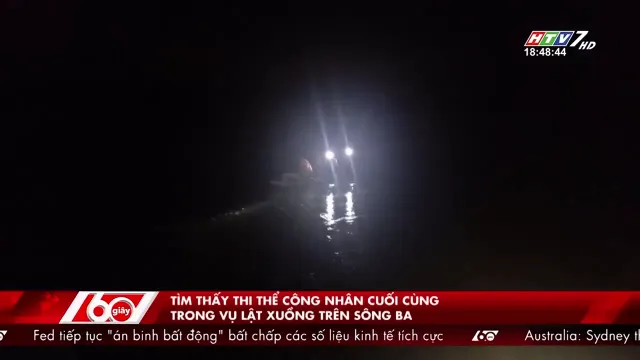 HTV7 HD
18:48:44
60 giây
TÌM THẤY THI THỂ CÔNG NHÂN CUỐI CÙNG
TRONG VỤ LẬT XUỒNG TRÊN SÔNG BA
Fed tiếp tục "án binh bất động" bất chấp các số liệu kinh tế tích cực 60 Australia: Sydney t